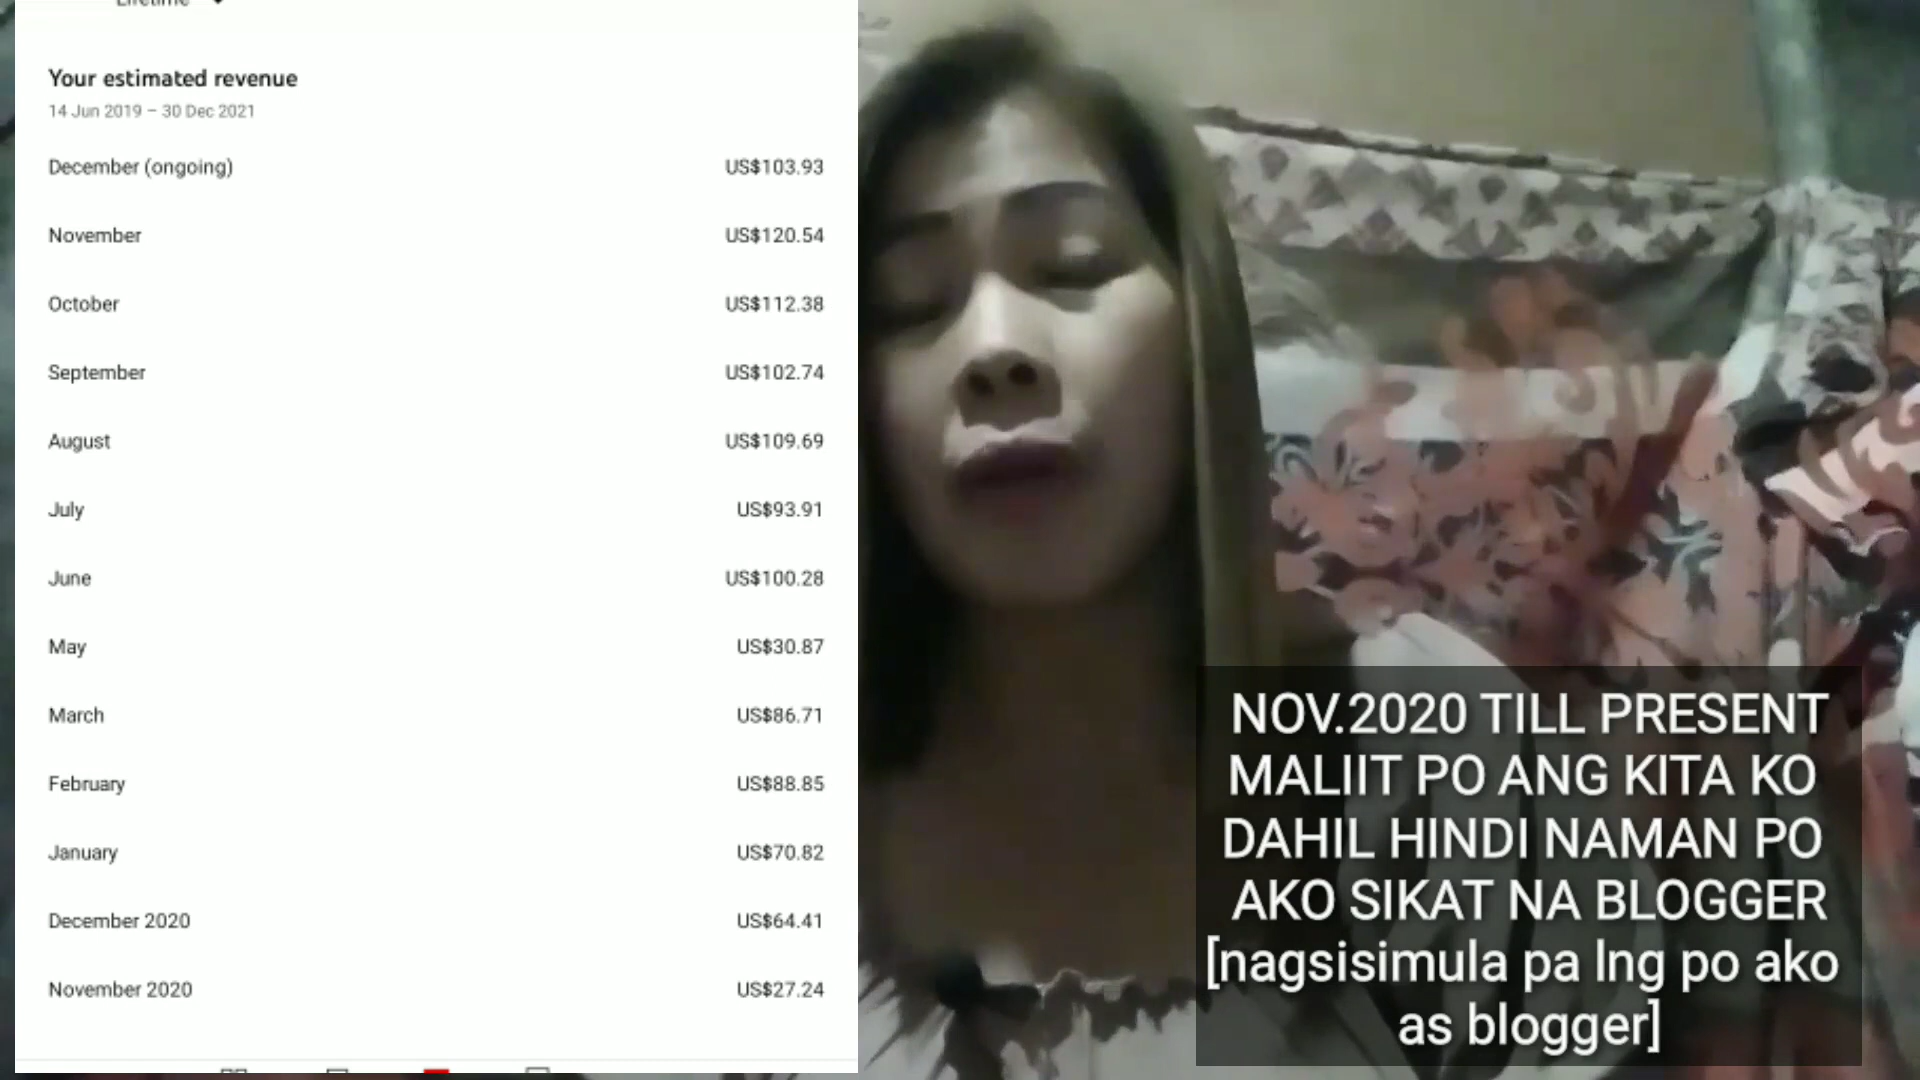 Lifetime
Your estimated revenue
14 Jun 2019 – 30 Dec 2021
December (ongoing) US$103.93
November US$120.54
October US$112.38
September US$102.74
August US$109.69
July US$93.91
June US$100.28
May US$30.87
March US$86.71
February US$88.85
January US$70.82
December 2020 US$64.41
November 2020 US$27.24
NOV.2020 TILL PRESENT
MALIIT PO ANG KITA KO
DAHIL HINDI NAMAN PO
AKO SIKAT NA BLOGGER
[nagsisimula pa lng po ako
as blogger]